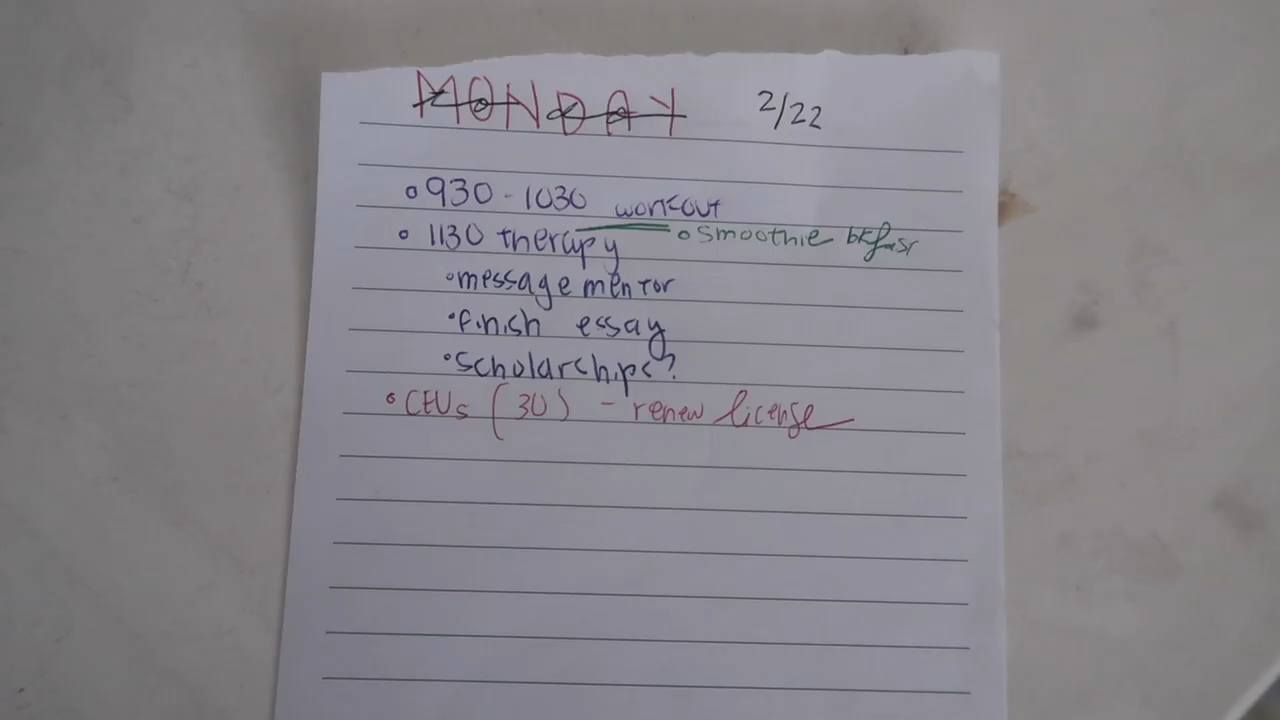 MONDAY 2/22
930 - 1030 workout
1130 therapy
smoothie bkfast
message mentor
finish essay
scholarships?
CEUs (30) - renew license